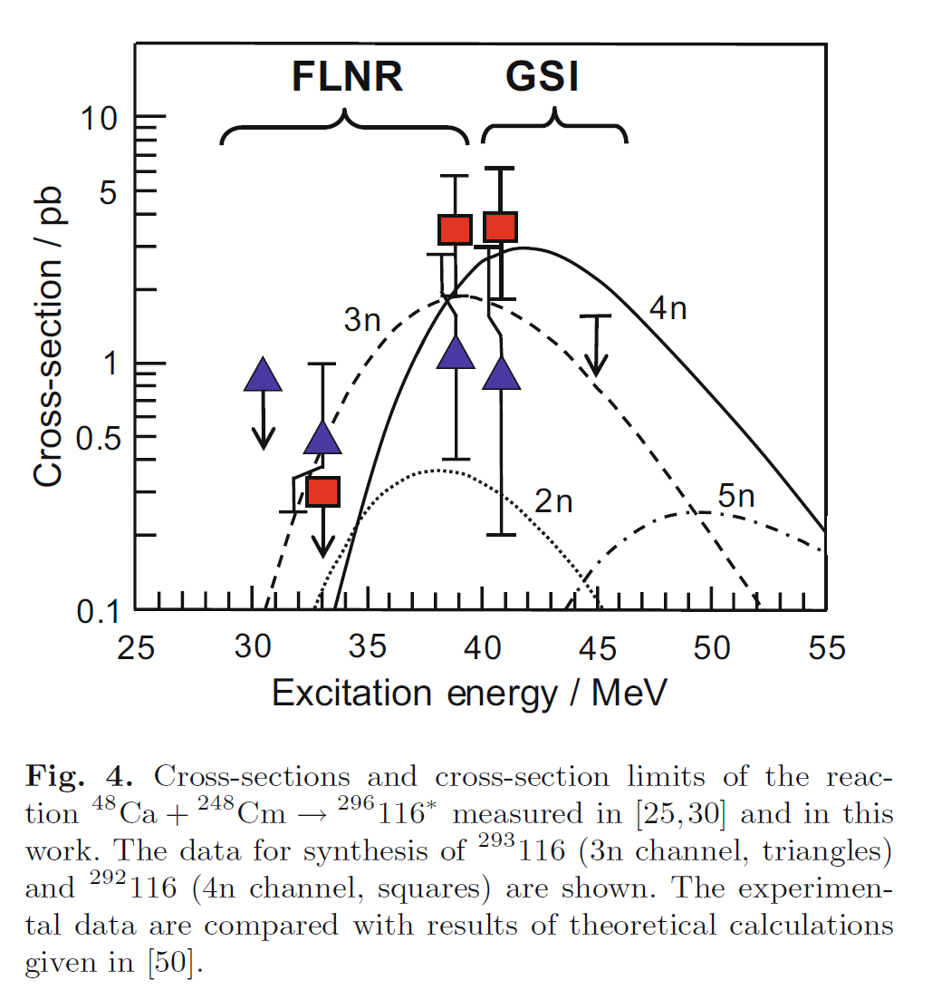 FLNR GSI
10
5
1
0.5
0.1
Cross-section / pb
3n
4n
2n
5n
25 30 35 40 45 50 55
Excitation energy / MeV
Fig. 4. Cross-sections and cross-section limits of the reac-
tion ⁴⁸Ca + ²⁴⁸Cm → ²⁹⁶116* measured in [25,30] and in this
work. The data for synthesis of ²⁹³116 (3n channel, triangles)
and ²⁹²116 (4n channel, squares) are shown. The experimen-
tal data are compared with results of theoretical calculations
given in [50].